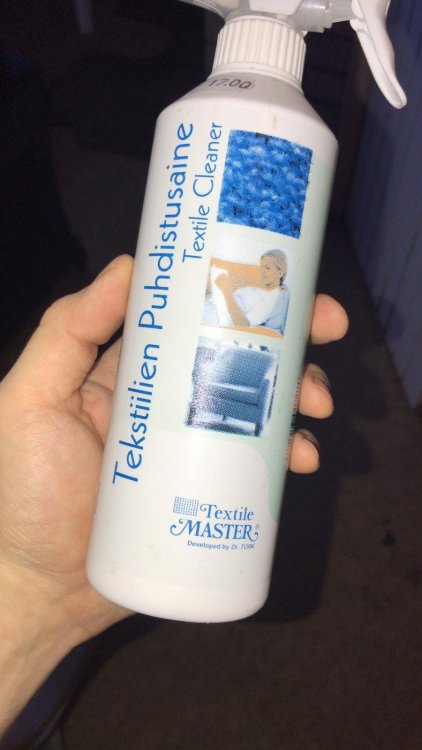 17.00
Tekstiilien Puhdistusaine
Textile Cleaner
Textile
MASTER®
Developed by Dr. TORK